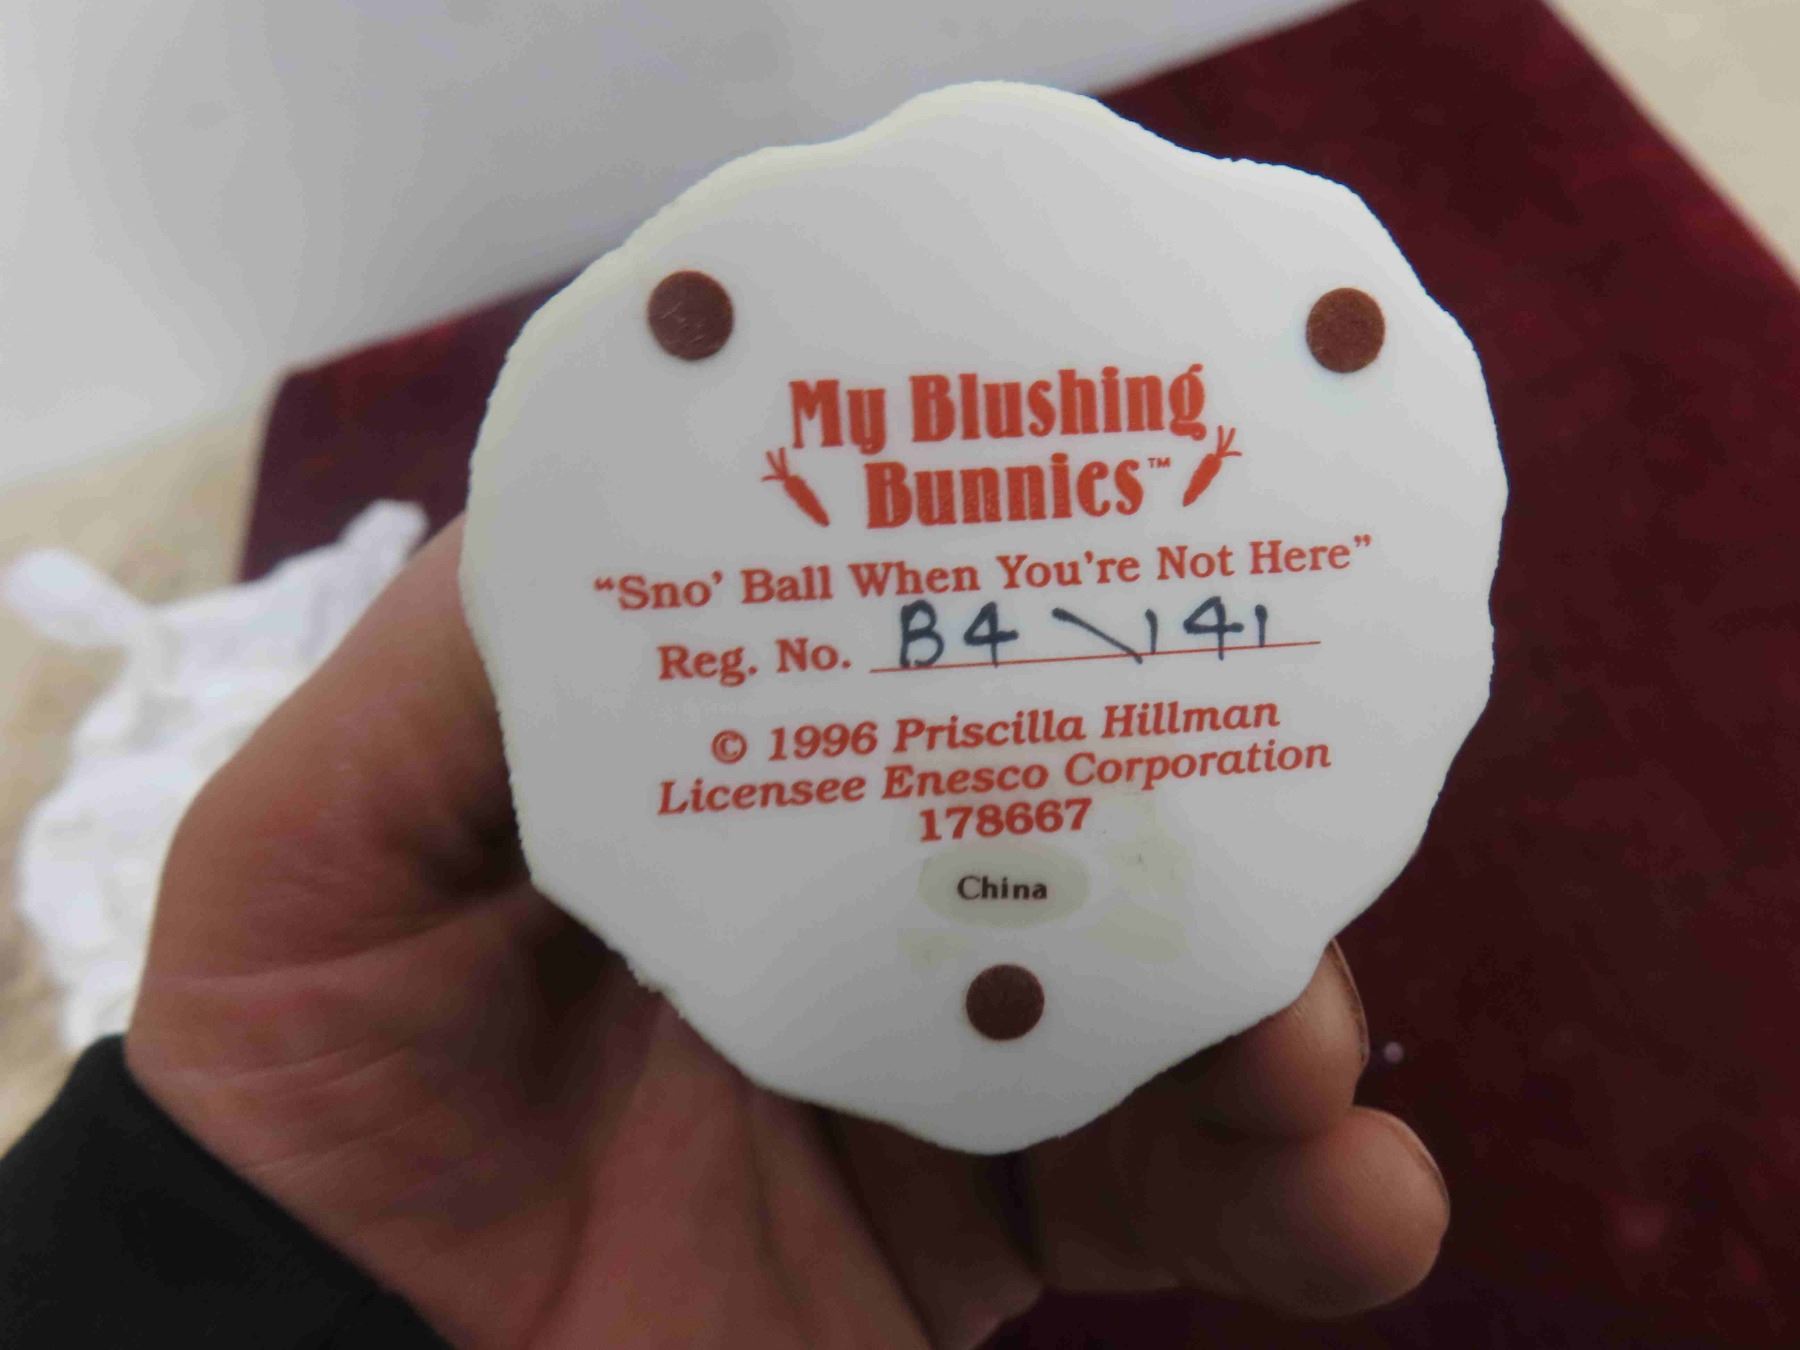 My Blushing
Bunnies™
“Sno’ Ball When You’re Not Here”
Reg. No. B4 \ 141
© 1996 Priscilla Hillman
Licensee Enesco Corporation
178667
China